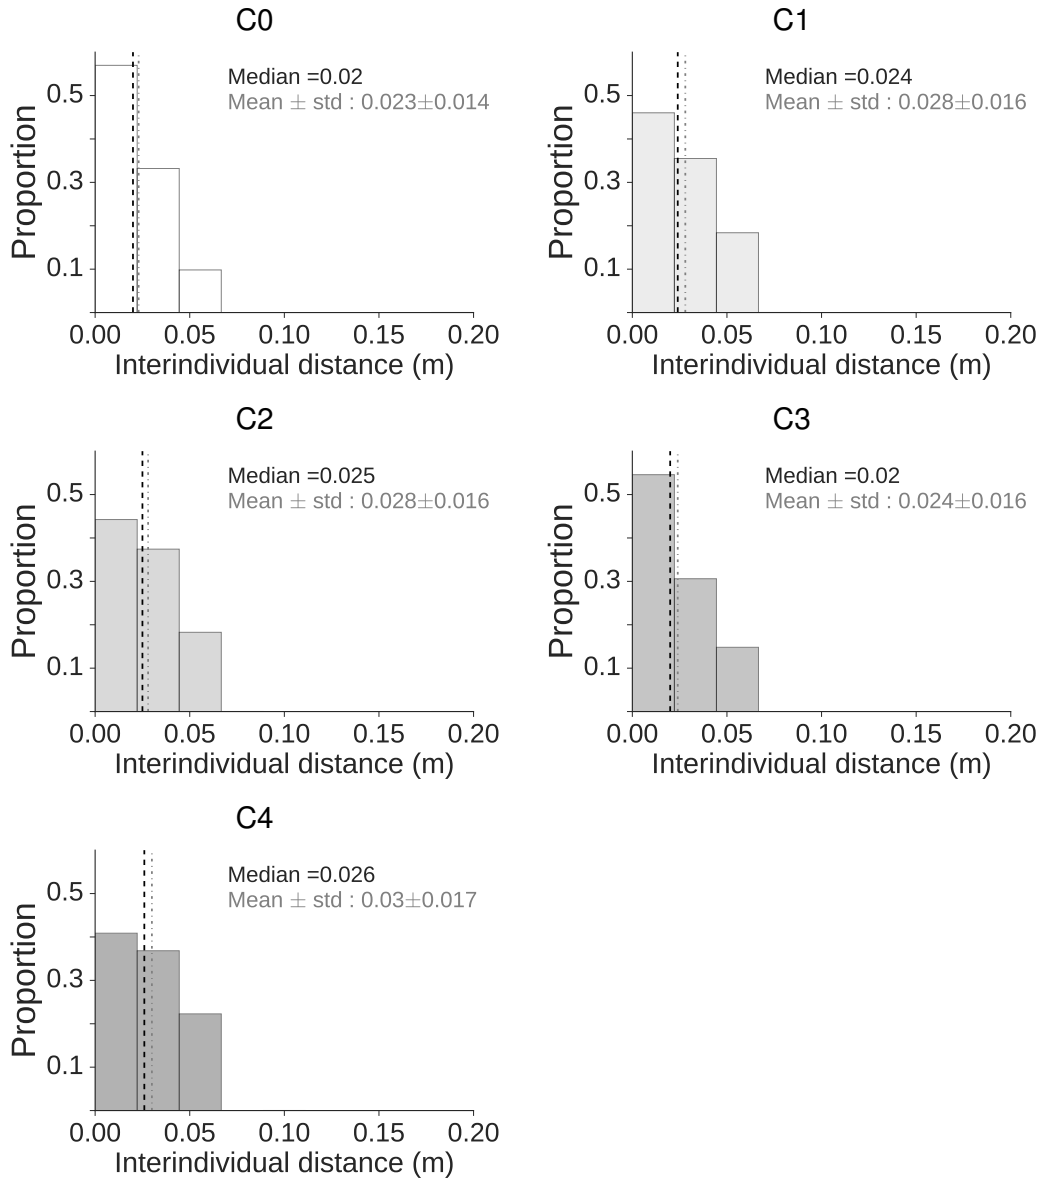 C0
Median =0.02
Mean ± std : 0.023±0.014
0.5
0.3
0.1
Proportion
0.00 0.05 0.10 0.15 0.20
Interindividual distance (m)
C1
Median =0.024
Mean ± std : 0.028±0.016
0.5
0.3
0.1
Proportion
0.00 0.05 0.10 0.15 0.20
Interindividual distance (m)
C2
Median =0.025
Mean ± std : 0.028±0.016
0.5
0.3
0.1
Proportion
0.00 0.05 0.10 0.15 0.20
Interindividual distance (m)
C3
Median =0.02
Mean ± std : 0.024±0.016
0.5
0.3
0.1
Proportion
0.00 0.05 0.10 0.15 0.20
Interindividual distance (m)
C4
Median =0.026
Mean ± std : 0.03±0.017
0.5
0.3
0.1
Proportion
0.00 0.05 0.10 0.15 0.20
Interindividual distance (m)